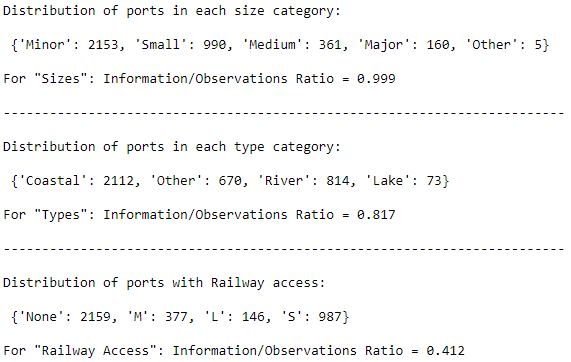 Distribution of ports in each size category:
{'Minor': 2153, 'Small': 990, 'Medium': 361, 'Major': 160, 'Other': 5}
For "Sizes": Information/Observations Ratio = 0.999
-------------------------------------------------------------------------
Distribution of ports in each type category:
{'Coastal': 2112, 'Other': 670, 'River': 814, 'Lake': 73}
For "Types": Information/Observations Ratio = 0.817
-------------------------------------------------------------------------
Distribution of ports with Railway access:
{'None': 2159, 'M': 377, 'L': 146, 'S': 987}
For "Railway Access": Information/Observations Ratio = 0.412